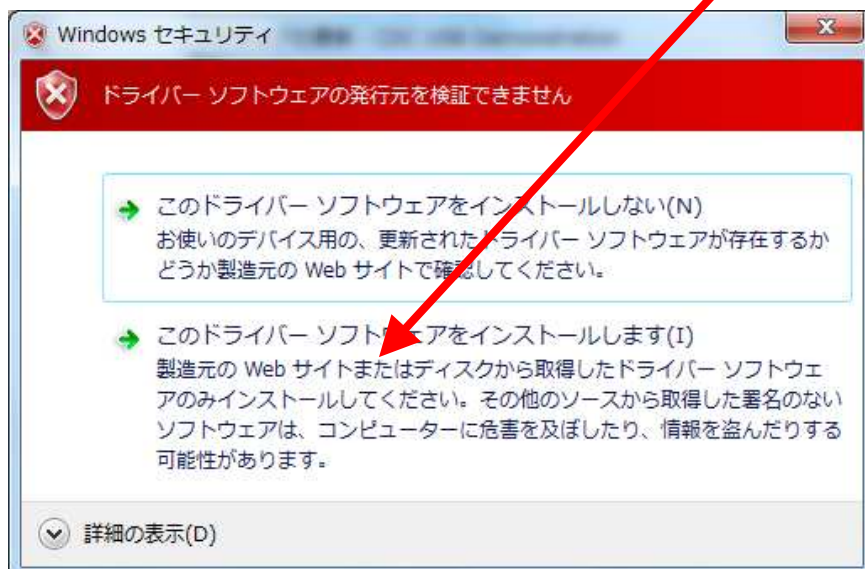 Windows セキュリティ
ドライバー ソフトウェアの発行元を検証できません
このドライバー ソフトウェアをインストールしない(N)
お使いのデバイス用の、更新されたドライバー ソフトウェアが存在するか
どうか製造元の Web サイトで確認してください。
このドライバー ソフトウェアをインストールします(I)
製造元の Web サイトまたはディスクから取得したドライバー ソフトウェ
アのみインストールしてください。その他のソースから取得した署名のない
ソフトウェアは、コンピューターに危害を及ぼしたり、情報を盗んだりする
可能性があります。
詳細の表示(D)